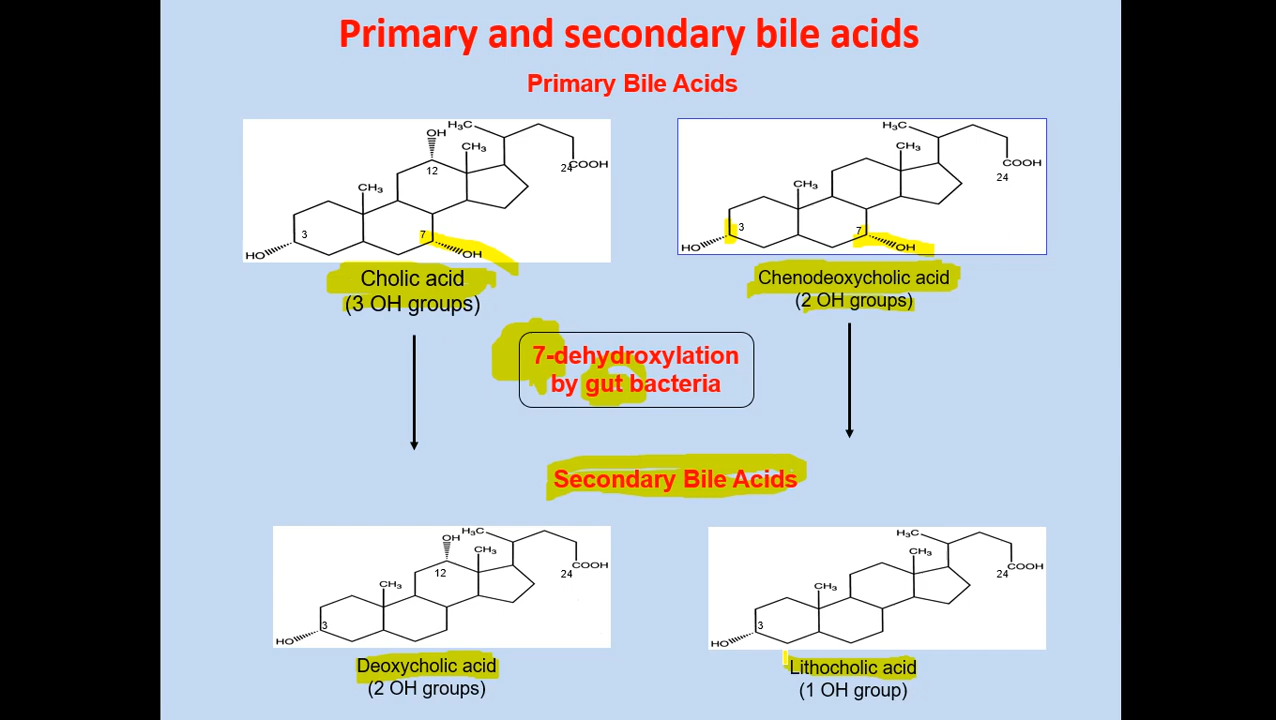 Primary and secondary bile acids
Primary Bile Acids
OH
H₃C
CH₃
12
24
COOH
CH₃
3
7
HO
OH
Cholic acid
(3 OH groups)
H₃C
CH₃
COOH
24
CH₃
3
7
HO
OH
Chenodeoxycholic acid
(2 OH groups)
7-dehydroxylation
by gut bacteria
Secondary Bile Acids
H₃C
OH
CH₃
12
24
COOH
CH₃
3
HO
Deoxycholic acid
(2 OH groups)
H₃C
CH₃
COOH
24
CH₃
3
HO
Lithocholic acid
(1 OH group)